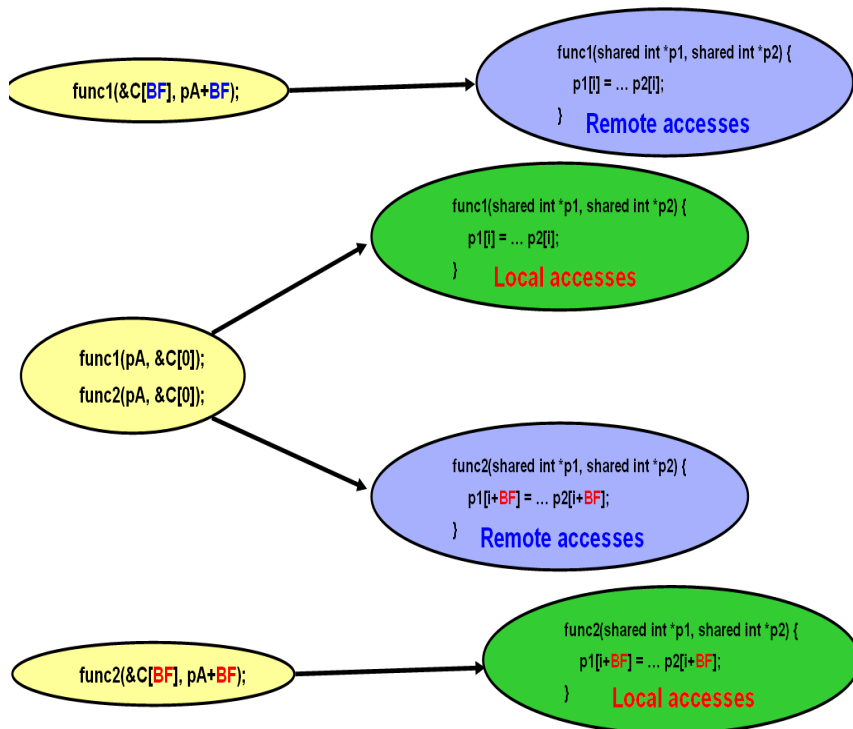 func1(&C[BF], pA+BF);
func1(shared int *p1, shared int *p2) {
p1[i] = … p2[i];
}
Remote accesses
func1(shared int *p1, shared int *p2) {
p1[i] = … p2[i];
}
Local accesses
func1(pA, &C[0]);
func2(pA, &C[0]);
func2(shared int *p1, shared int *p2) {
p1[i+BF] = … p2[i+BF];
}
Remote accesses
func2(&C[BF], pA+BF);
func2(shared int *p1, shared int *p2) {
p1[i+BF] = … p2[i+BF];
}
Local accesses